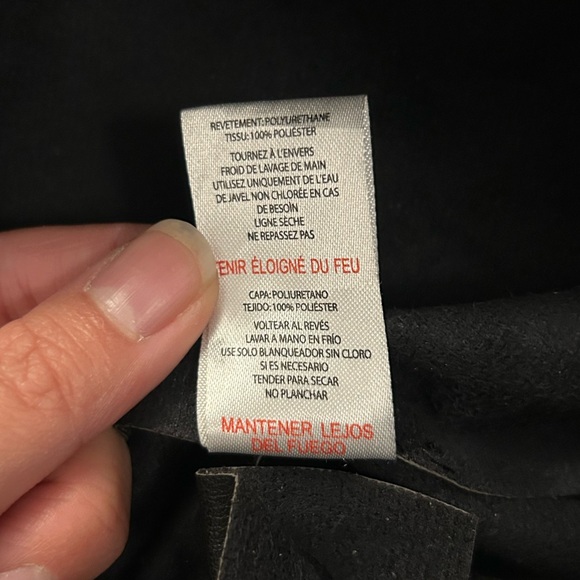 REVETEMENT:POLYURETHANE
TISSU:100% POLIÉSTER
TOURNEZ À L'ENVERS
FROID DE LAVAGE DE MAIN
UTILISEZ UNIQUEMENT DE L'EAU
DE JAVEL NON CHLORÉE EN CAS
DE BESOIN
LIGNE SÈCHE
NE REPASSEZ PAS
ENIR ÉLOIGNÉ DU FEU
CAPA: POLIURETANO
TEJIDO:100% POLIÉSTER
VOLTEAR AL REVÉS
LAVAR A MANO EN FRÍO
USE SOLO BLANQUEADOR SIN CLORO
SI ES NECESARIO
TENDER PARA SECAR
NO PLANCHAR
MANTENER LEJOS
DEL FUEGO